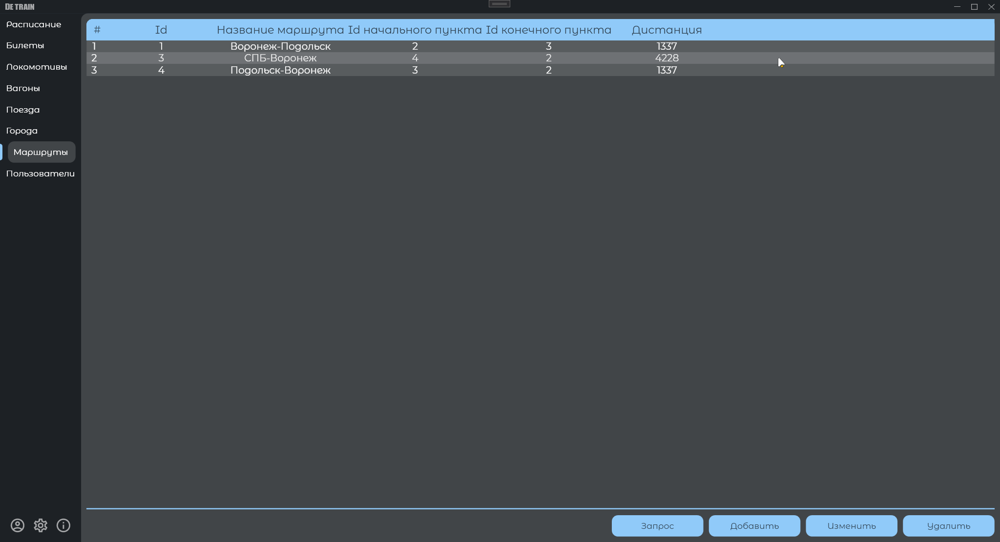 DE TRAIN
Расписание
Билеты
Локомотивы
Вагоны
Поезда
Города
Маршруты
Пользователи
# Id Название маршрута Id начального пункта Id конечного пункта Дистанция
1 1 Воронеж-Подольск 2 3 1337
2 3 СПБ-Воронеж 4 2 4228
3 4 Подольск-Воронеж 3 2 1337
Запрос Добавить Изменить Удалить